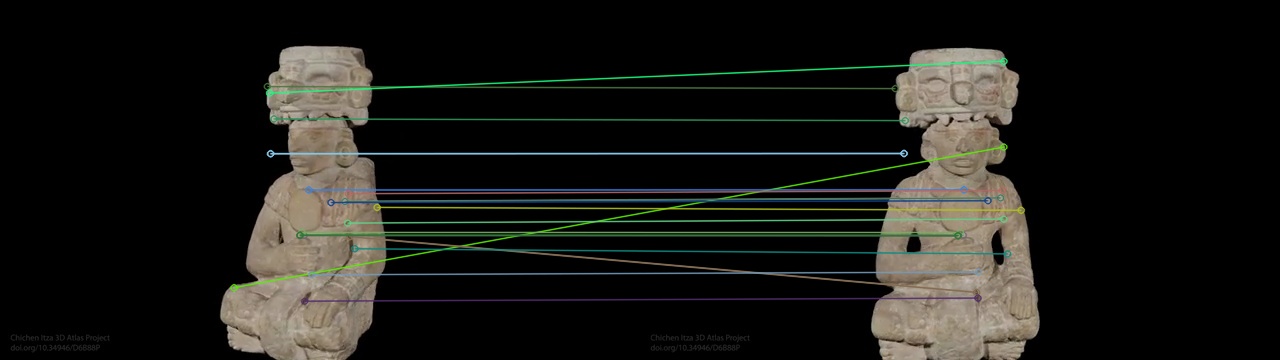 Chichen Itza 3D Atlas Project
doi.org/10.34946/D6B88P
Chichen Itza 3D Atlas Project
doi.org/10.34946/D6B88P